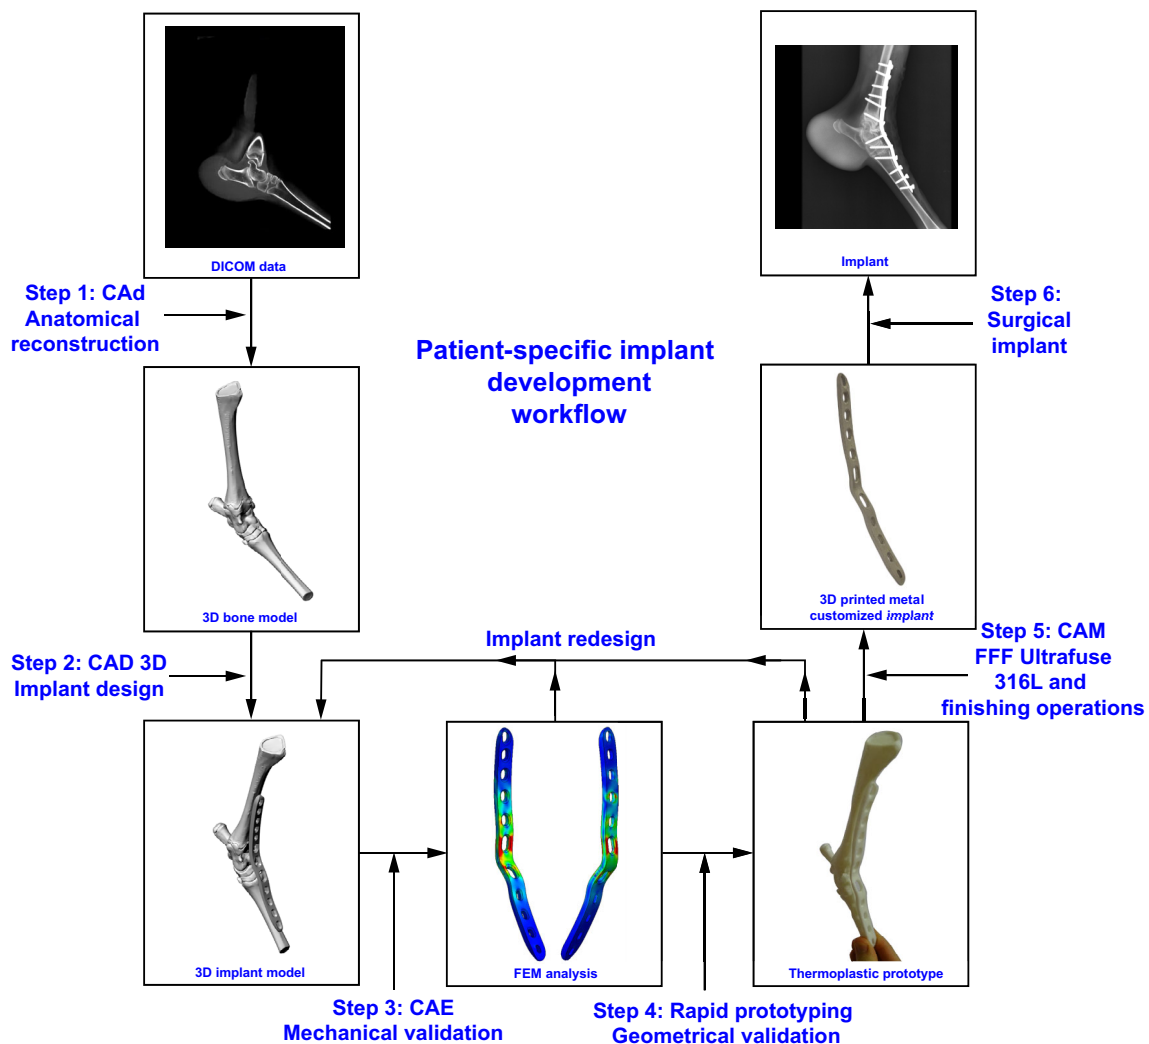 DICOM data
Step 1: CAd
Anatomical
reconstruction
3D bone model
Step 2: CAD 3D
Implant design
3D implant model
Step 3: CAE
Mechanical validation
FEM analysis
Implant redesign
Step 4: Rapid prototyping
Geometrical validation
Thermoplastic prototype
Step 5: CAM
FFF Ultrafuse
316L and
finishing operations
3D printed metal
customized implant
Step 6:
Surgical
implant
Implant
Patient-specific implant
development
workflow